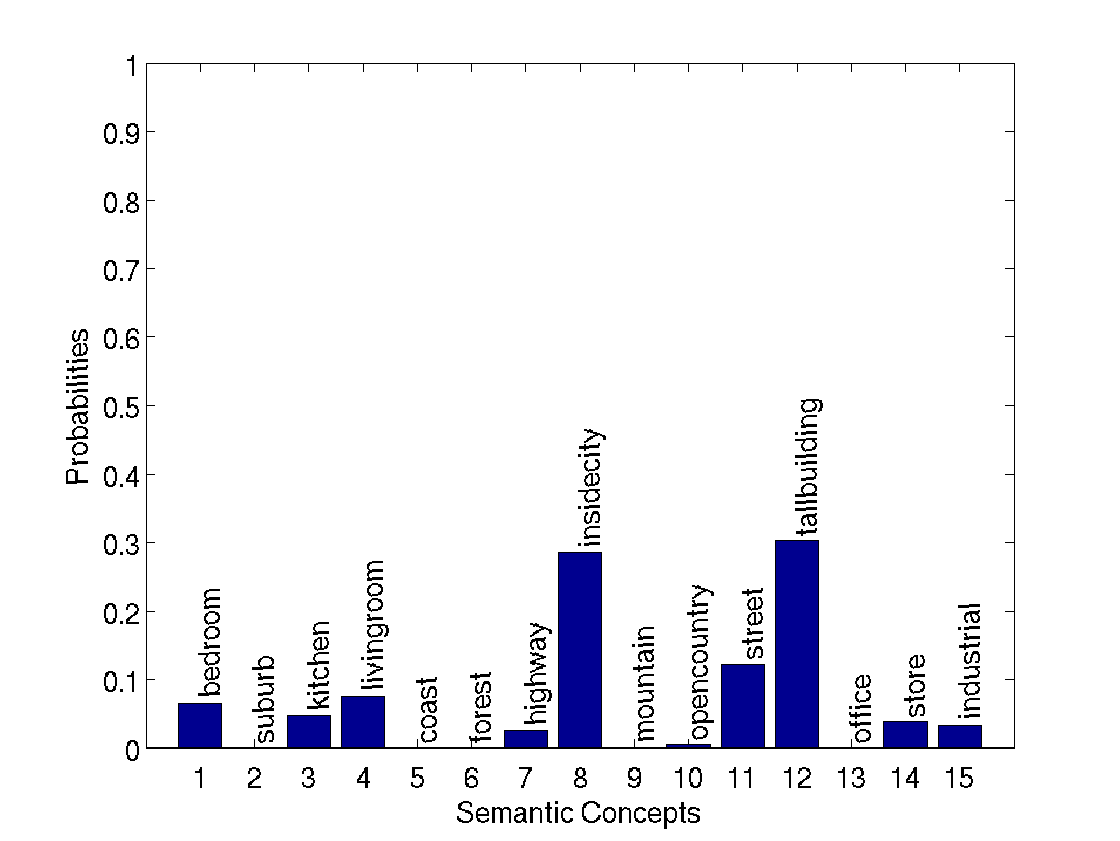 1
0.9
0.8
0.7
0.6
0.5
0.4
0.3
0.2
0.1
0
Probabilities
bedroom
suburb
kitchen
livingroom
coast
forest
highway
insidecity
mountain
opencountry
street
tallbuilding
office
store
industrial
1 2 3 4 5 6 7 8 9 10 11 12 13 14 15
Semantic Concepts